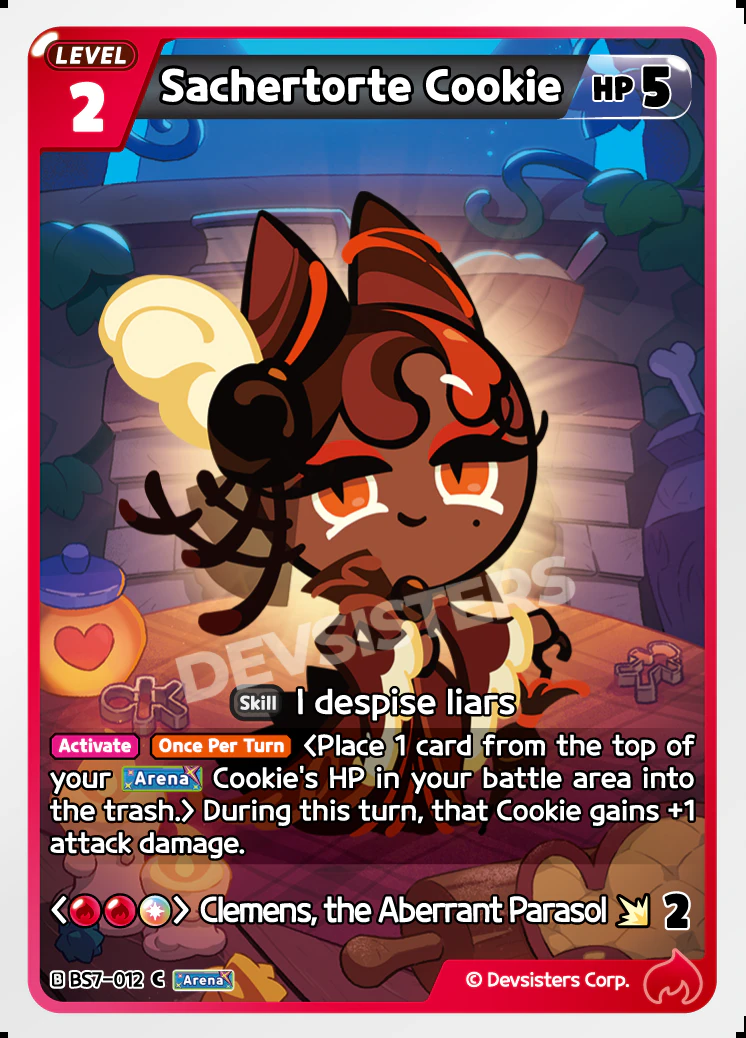 LEVEL
2
Sachertorte Cookie
HP 5
DEVSISTERS
Skill I despise liars
Activate Once Per Turn <Place 1 card from the top of
your Arena Cookie's HP in your battle area into
the trash.> During this turn, that Cookie gains +1
attack damage.
< > Clemens, the Aberrant Parasol 2
B BS7-012 C Arena
© Devsisters Corp.